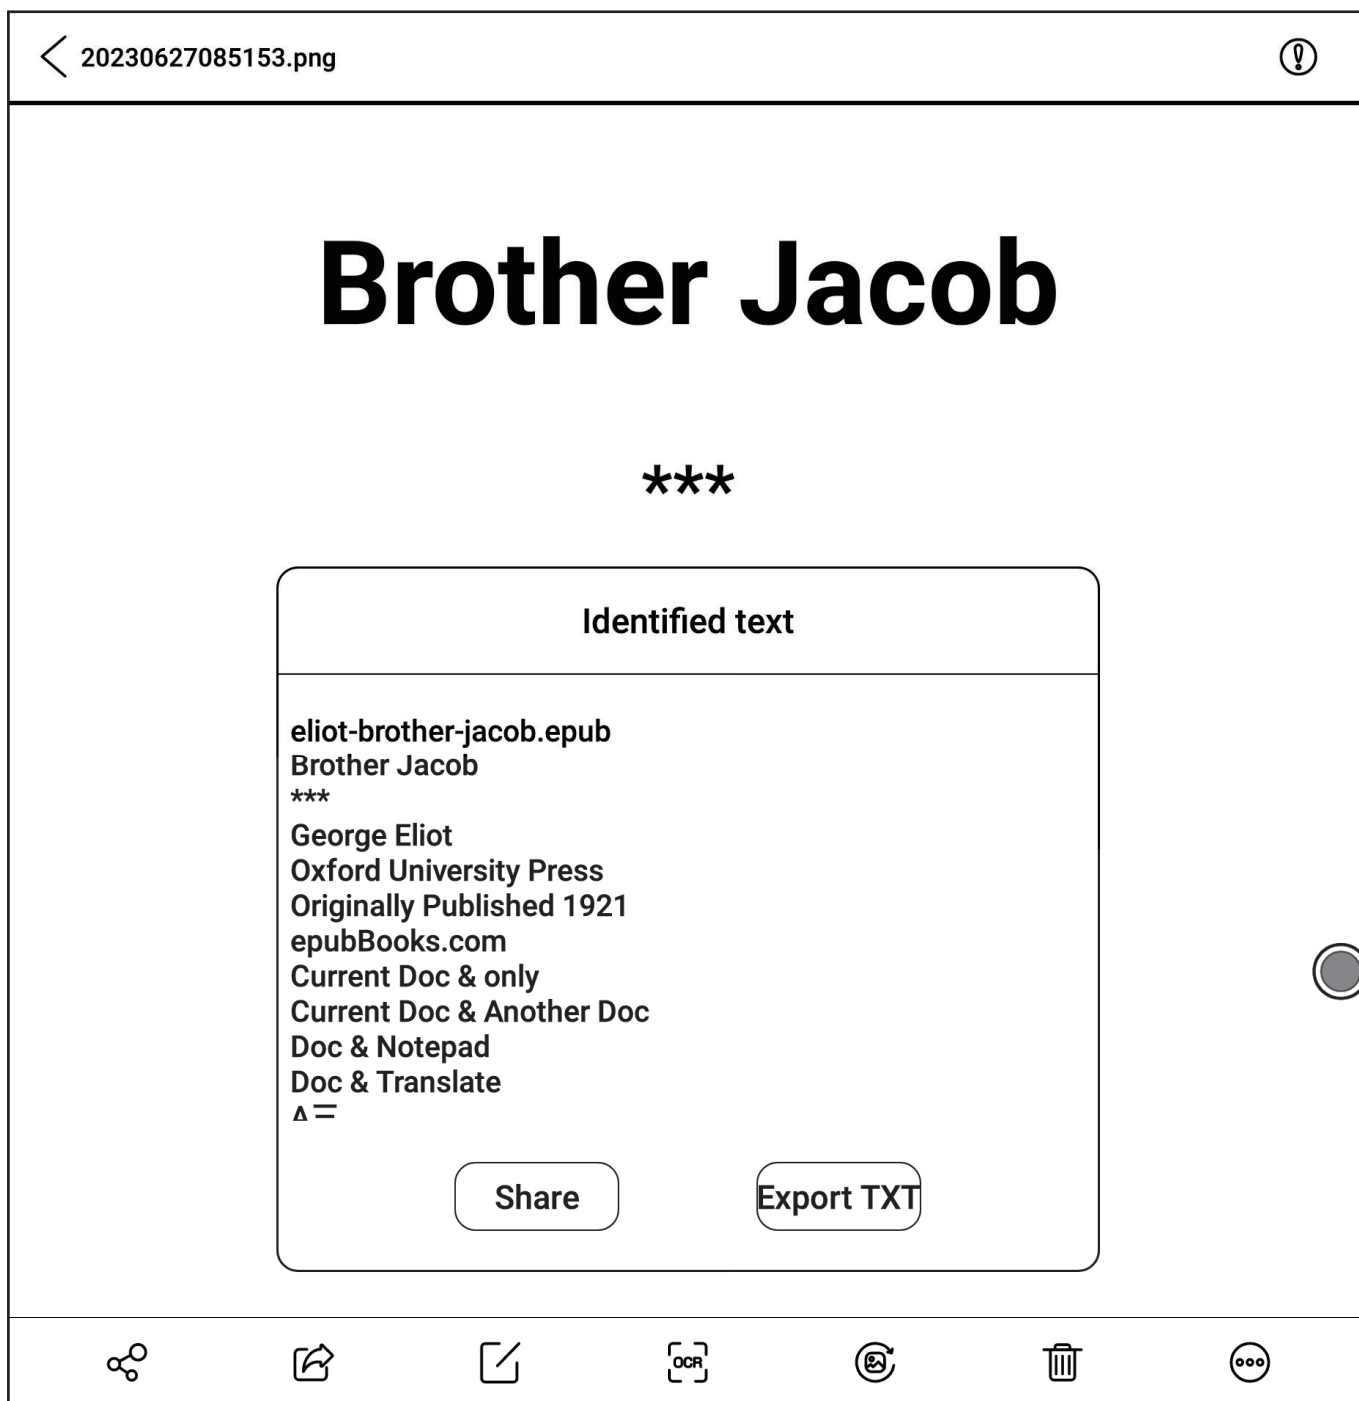 20230627085153.png
Brother Jacob
***
Identified text
eliot-brother-jacob.epub
Brother Jacob
***
George Eliot
Oxford University Press
Originally Published 1921
epubBooks.com
Current Doc & only
Current Doc & Another Doc
Doc & Notepad
Doc & Translate
Share
Export TXT
OCR